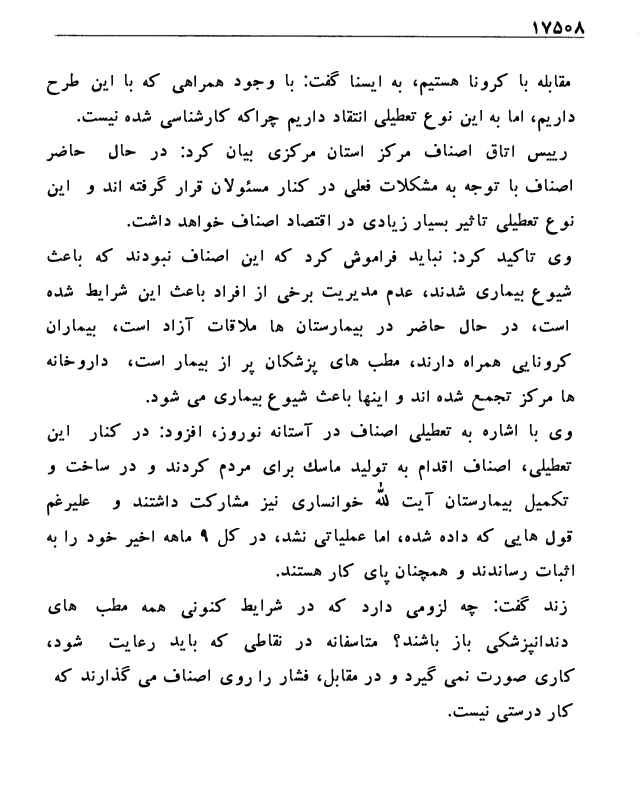 ۱۷۵۰۸
مقابله با کرونا هستیم، به ایسنا گفت: با وجود همراهی که با این طرح
داریم، اما به این نوع تعطیلی انتقاد داریم چراکه کارشناسی شده نیست.
رییس اتاق اصناف مرکز استان مرکزی بیان کرد: در حال حاضر
اصناف با توجه به مشکلات فعلی در کنار مسئولان قرار گرفته اند و این
نوع تعطیلی تاثیر بسیار زیادی در اقتصاد اصناف خواهد داشت.
وی تاکید کرد: نباید فراموش کرد که این اصناف نبودند که باعث
شیوع بیماری شدند، عدم مدیریت برخی از افراد باعث این شرایط شده
است، در حال حاضر در بیمارستان ها ملاقات آزاد است، بیماران
کرونایی همراه دارند، مطب های پزشکان پر از بیمار است، داروخانه
ها مرکز تجمع شده اند و اینها باعث شیوع بیماری می شود.
وی با اشاره به تعطیلی اصناف در آستانه نوروز، افزود: در کنار این
تعطیلی، اصناف اقدام به تولید ماسك برای مردم کردند و در ساخت و
تکمیل بیمارستان آیت لله خوانساری نیز مشارکت داشتند و علیرغم
قول هایی که داده شده، اما عملیاتی نشد، در کل ۹ ماهه اخیر خود را به
اثبات رساندند و همچنان پای کار هستند.
زند گفت: چه لزومی دارد که در شرایط کنونی همه مطب های
دندانپزشکی باز باشند؟ متاسفانه در نقاطی که باید رعایت شود،
کاری صورت نمی گیرد و در مقابل، فشار را روی اصناف می گذارند که
کار درستی نیست.